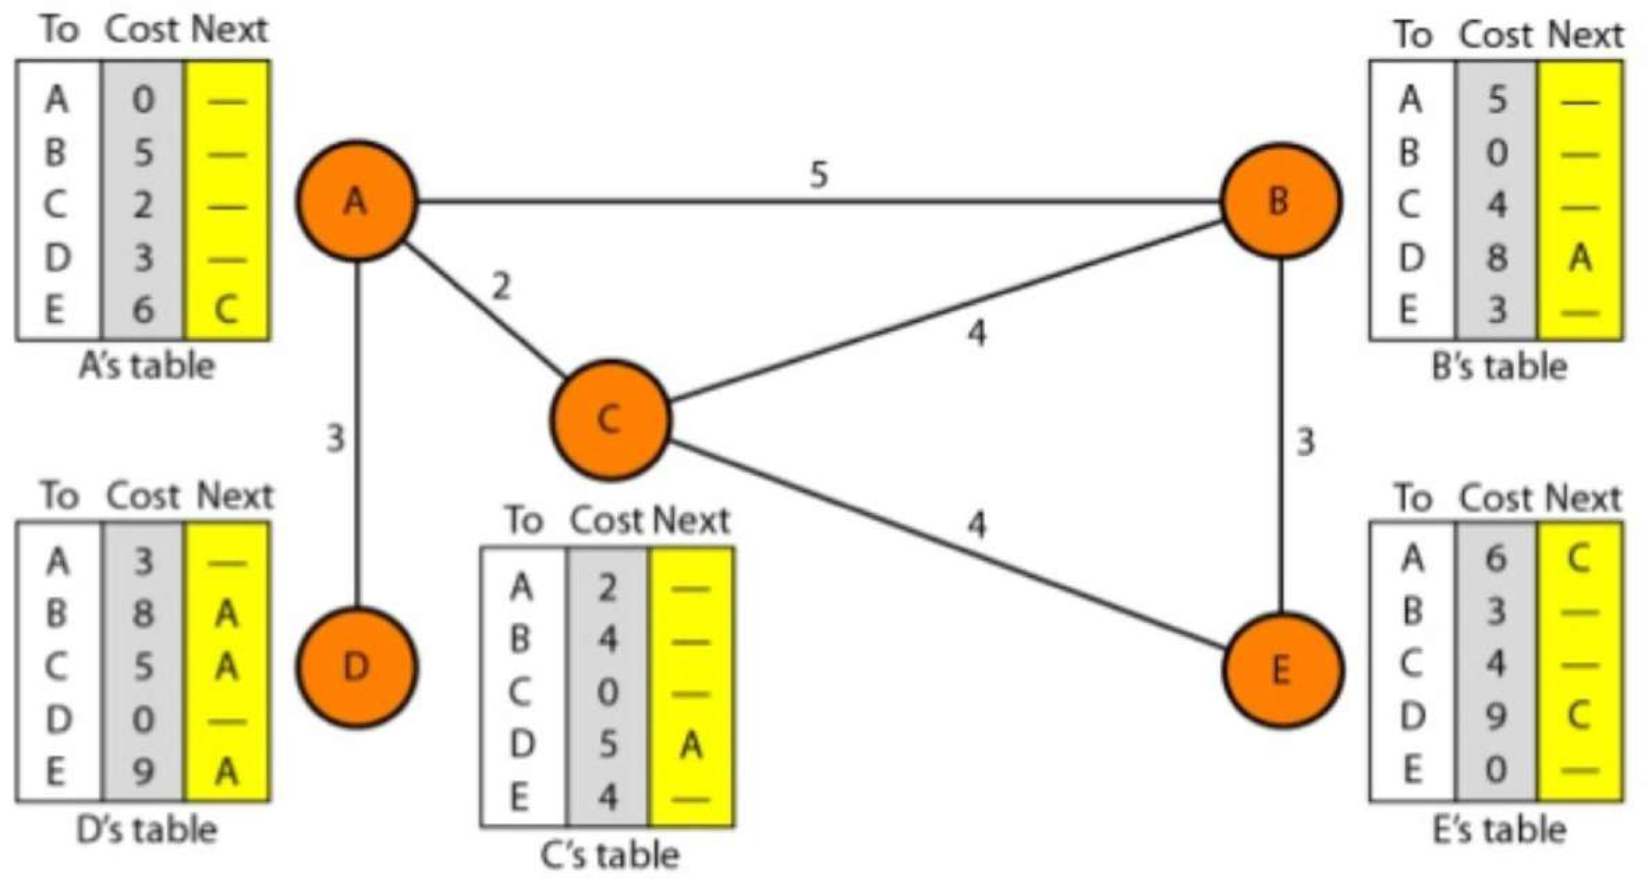 To Cost Next
A 0 —
B 5 —
C 2 —
D 3 —
E 6 C
A's table
To Cost Next
A 5 —
B 0 —
C 4 —
D 8 A
E 3 —
B's table
A
5
B
2
4
C
3
3
4
D
E
To Cost Next
A 3 —
B 8 A
C 5 A
D 0 —
E 9 A
D's table
To Cost Next
A 2 —
B 4 —
C 0 —
D 5 A
E 4 —
C's table
To Cost Next
A 6 C
B 3 —
C 4 —
D 9 C
E 0 —
E's table